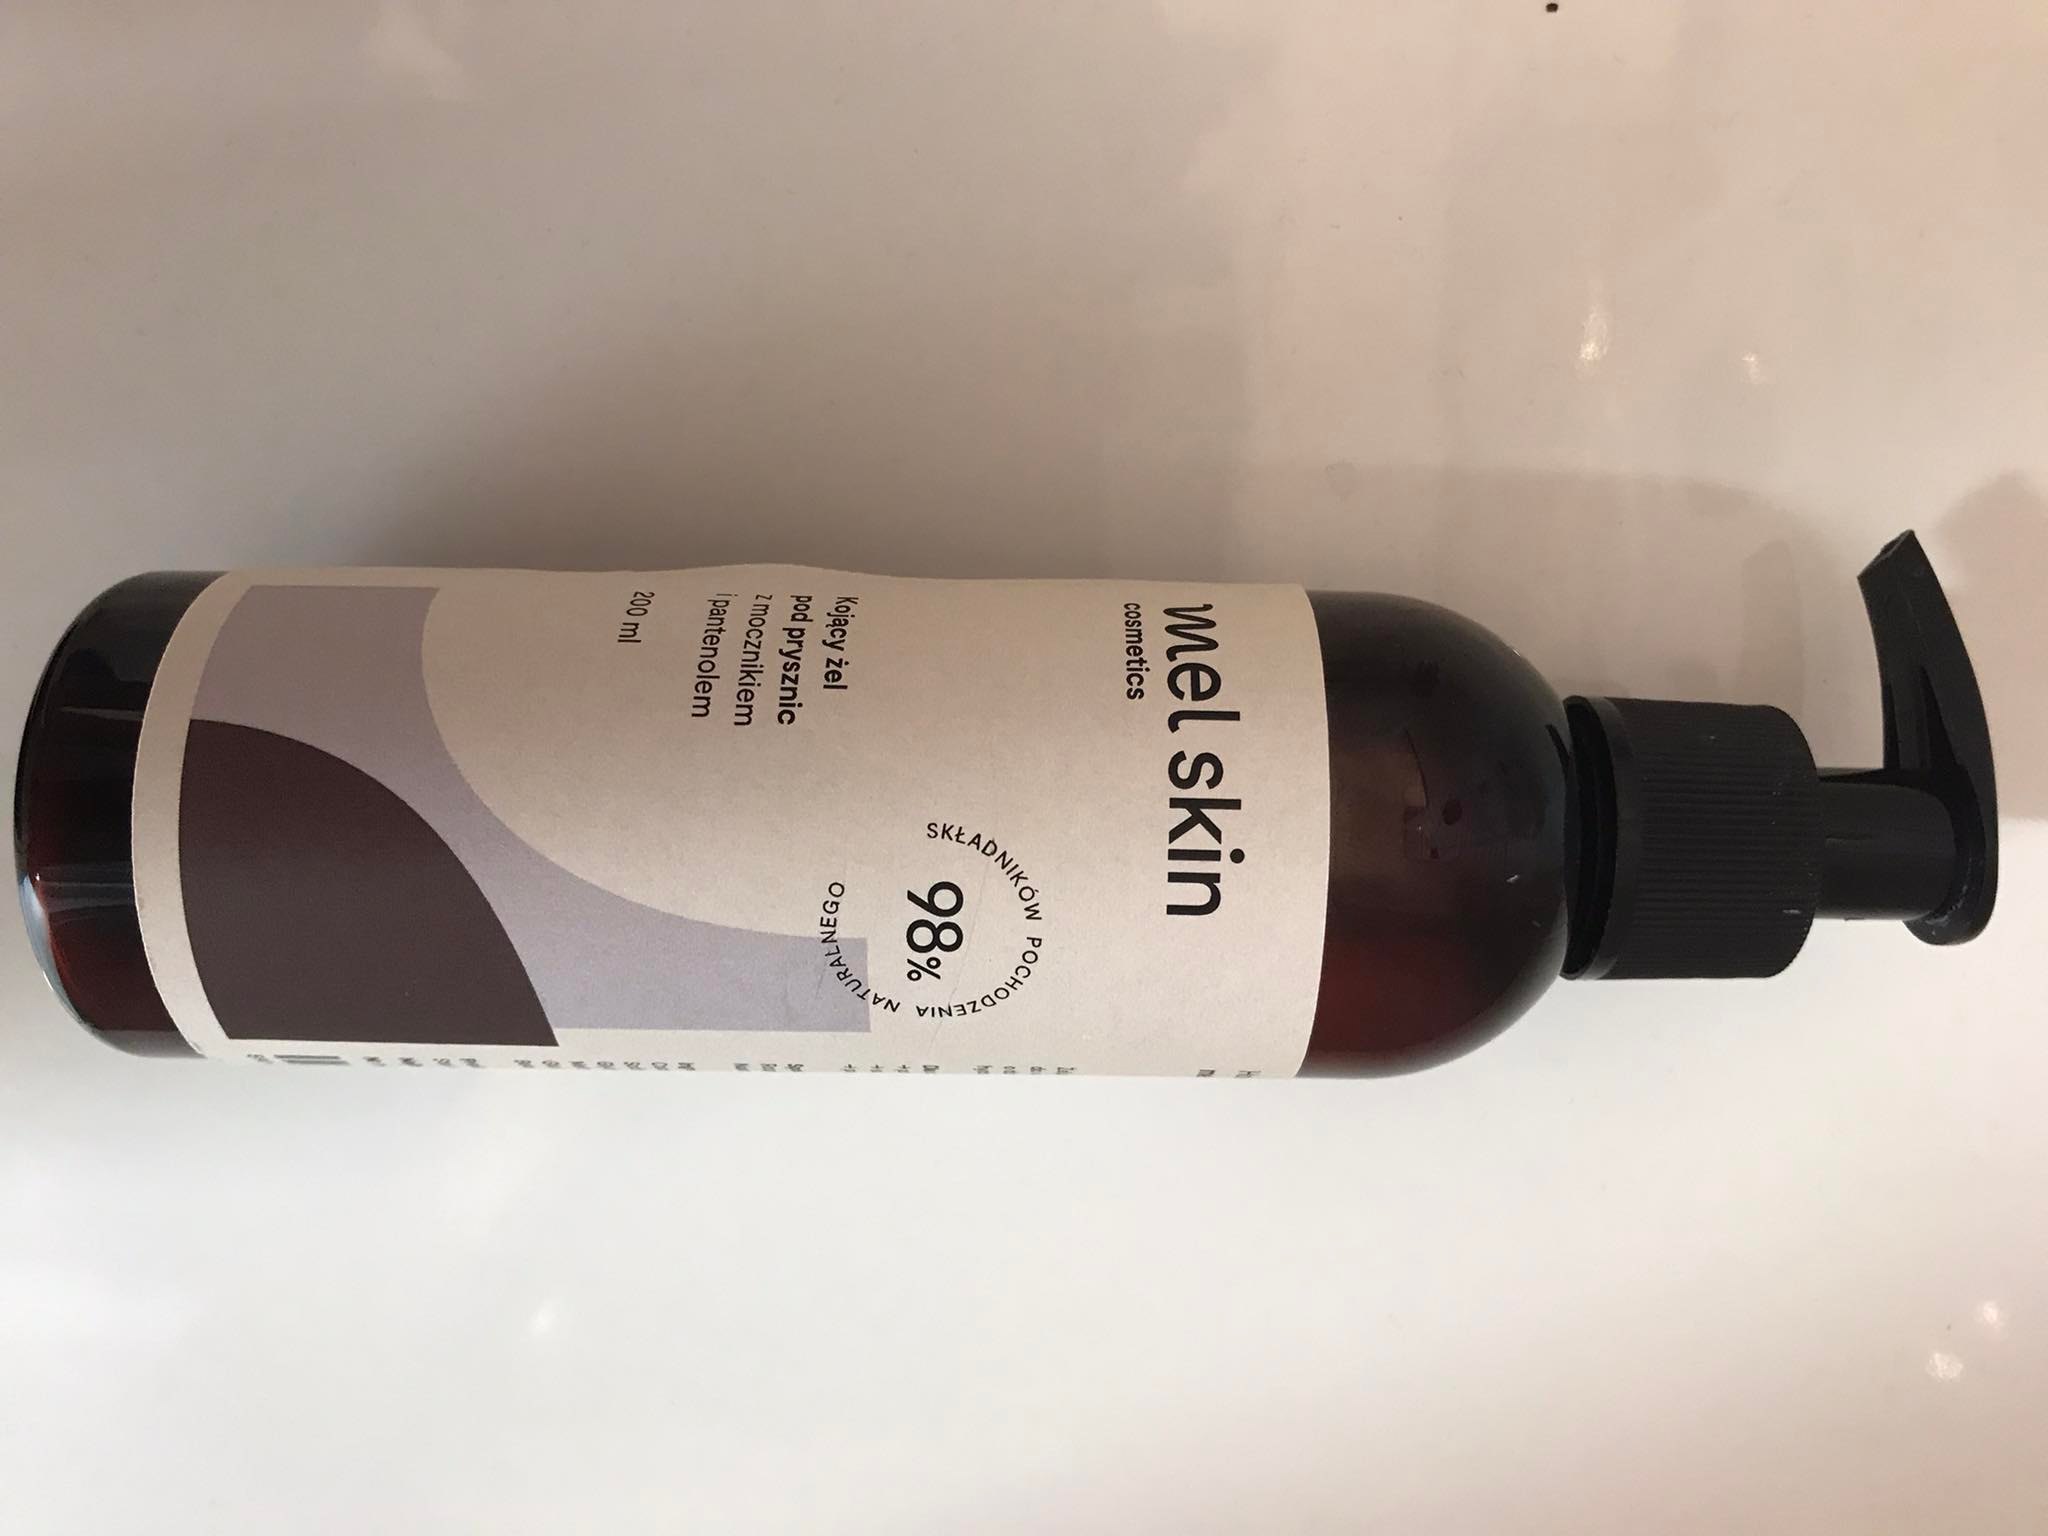 mel skin
cosmetics
SKŁADNIKÓW POCHODZENIA NATURALNEGO
98%
Kojący żel
pod prysznic
z mocznikiem
i pantenolem
200 ml